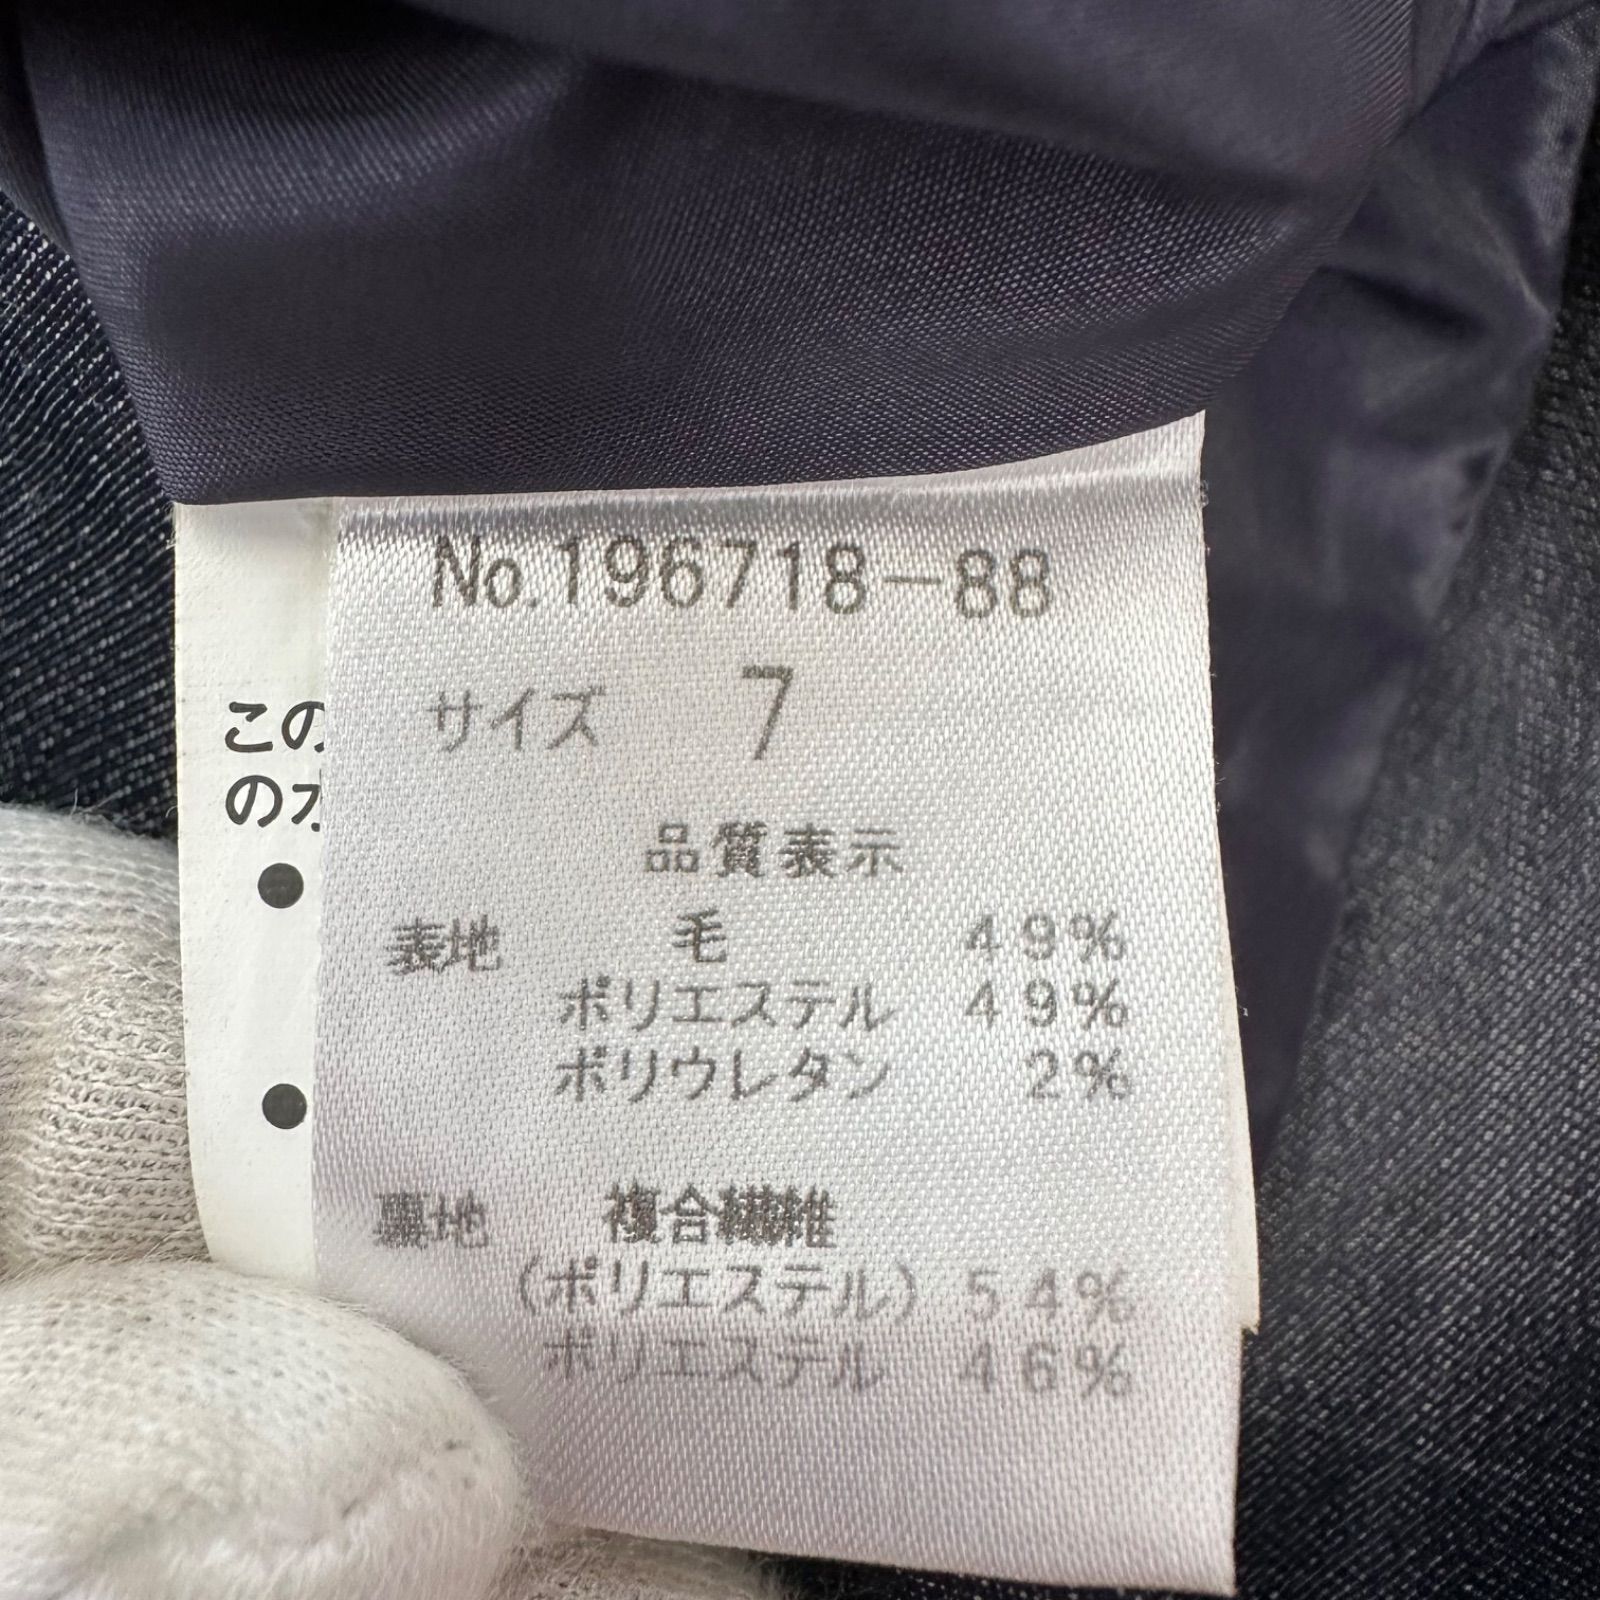 No.196718-88
サイズ 7
品質表示
表地 毛 49%
ポリエステル 49%
ポリウレタン 2%
裏地 複合繊維
(ポリエステル) 54%
ポリエステル 46%
この
の
●
●